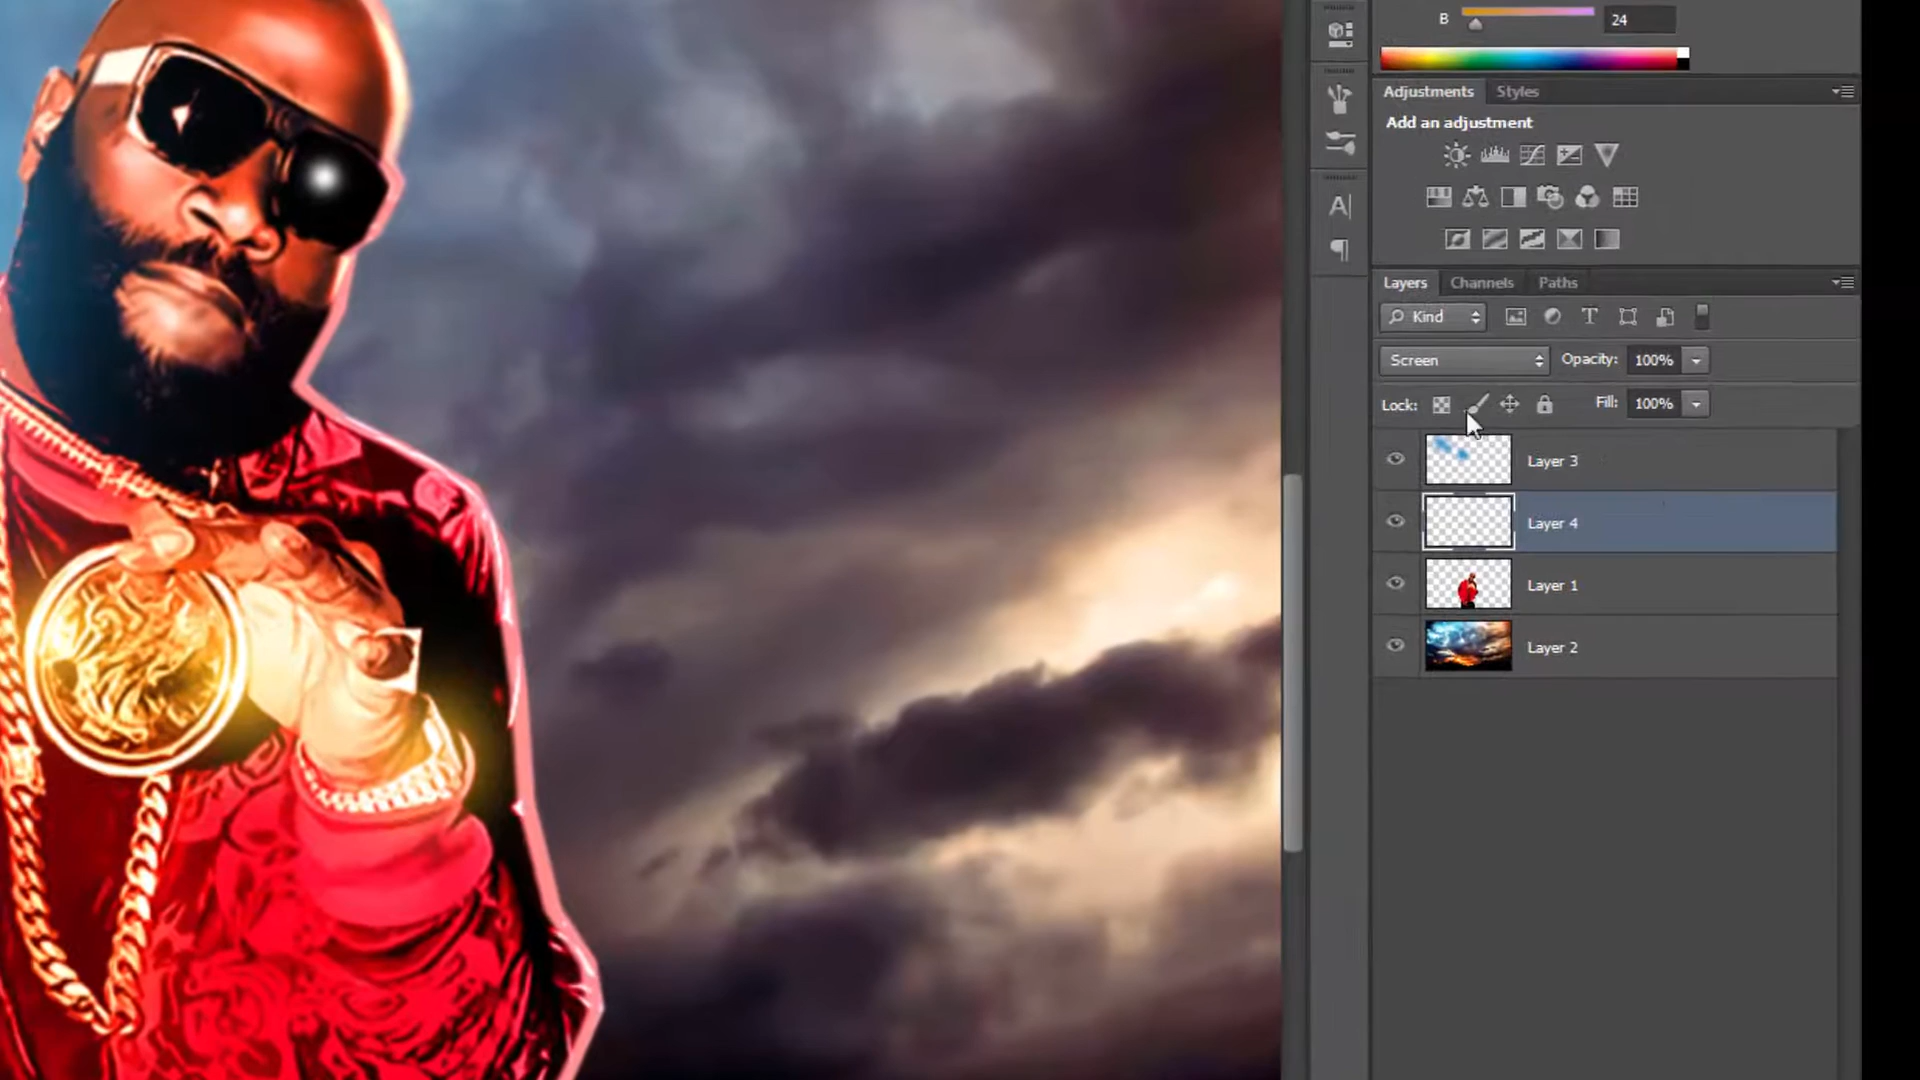 B 24
Adjustments Styles
Add an adjustment
Layers Channels Paths
Kind T
Screen Opacity: 100%
Lock: Fill: 100%
Layer 3
Layer 4
Layer 1
Layer 2